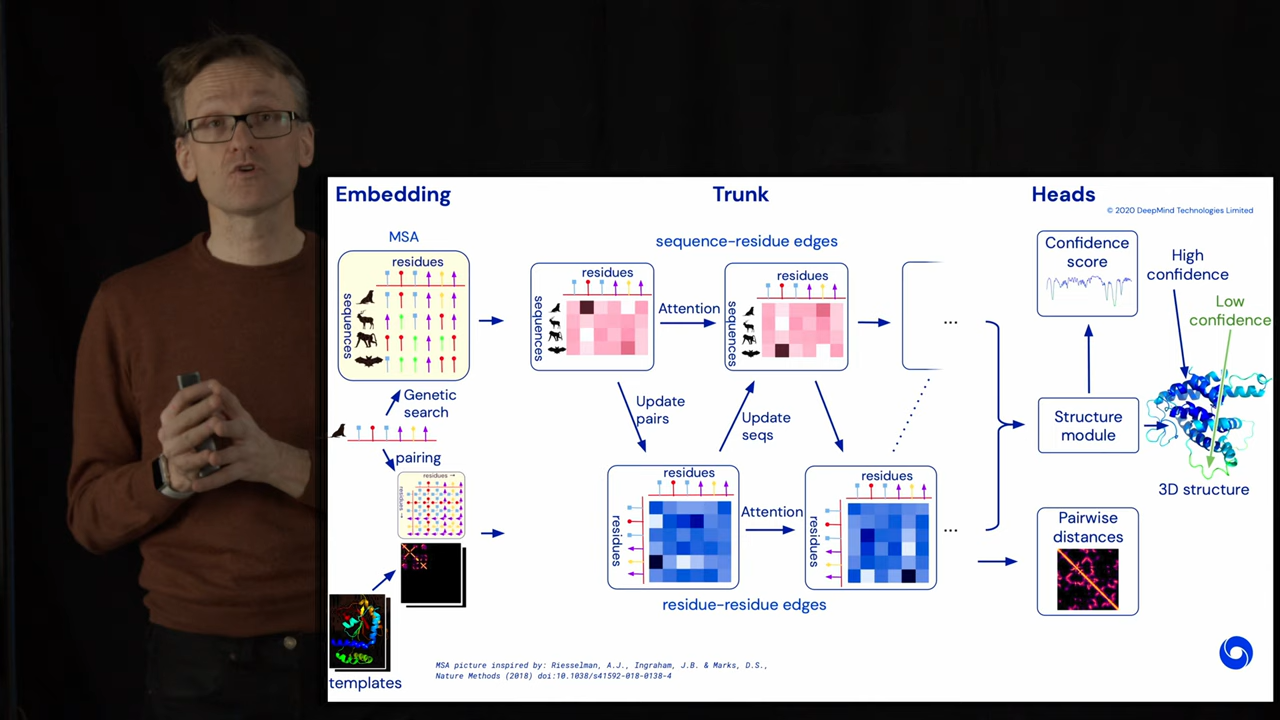 Embedding
Trunk
Heads
© 2020 DeepMind Technologies Limited
MSA
residues
sequences
Genetic
search
pairing
residues →
residues →
templates
sequence-residue edges
residues
sequences
Attention
residues
sequences
...
Update
pairs
Update
seqs
residues
residues
Attention
residues
residues
...
residue-residue edges
Confidence
score
High
confidence
Low
confidence
Structure
module
3D structure
Pairwise
distances
MSA picture inspired by: Riesselman, A.J., Ingraham, J.B. & Marks, D.S.,
Nature Methods (2018) doi:10.1038/s41592-018-0138-4